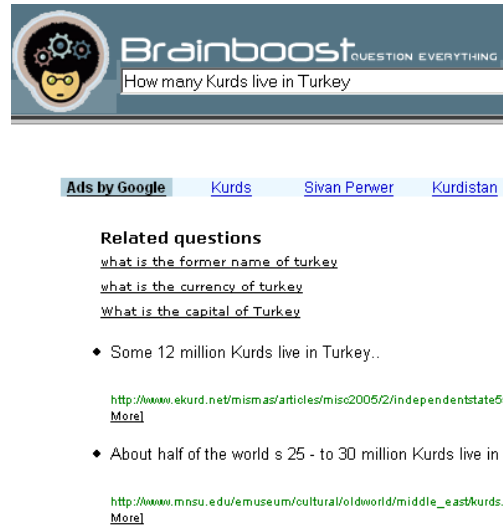 Brainboost QUESTION EVERYTHING
How many Kurds live in Turkey
Ads by Google Kurds Sivan Perwer Kurdistan
Related questions
what is the former name of turkey
what is the currency of turkey
What is the capital of Turkey
Some 12 million Kurds live in Turkey..
http://www.ekurd.net/mismas/articles/misc2005/2/independentstate5
More]
About half of the world s 25 - to 30 million Kurds live in
http://www.mnsu.edu/emuseum/cultural/oldworld/middle_east/kurds.
More]